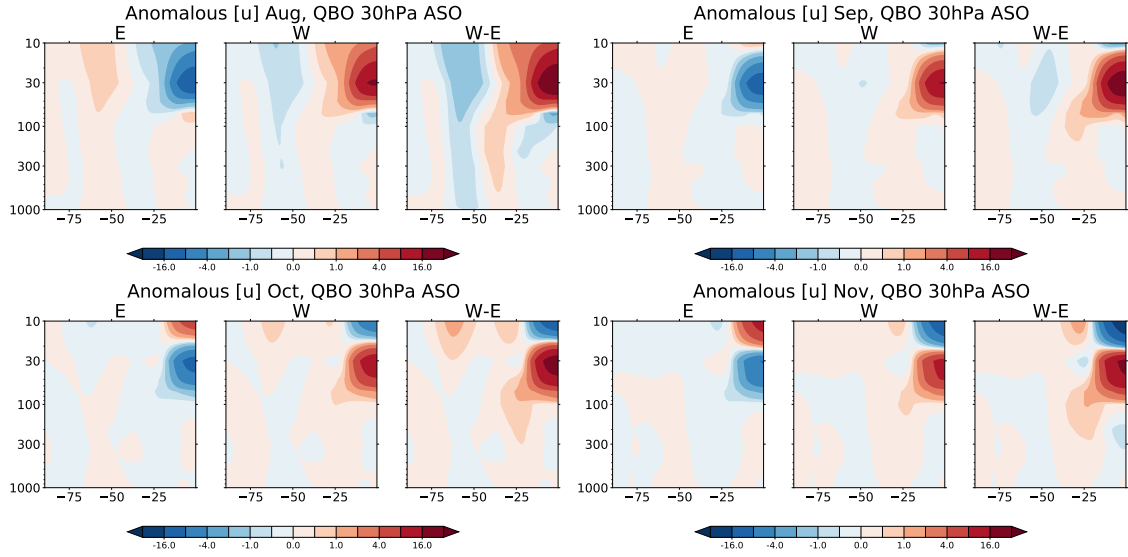 Anomalous [u] Aug, QBO 30hPa ASO
E W W-E
10
30
100
300
1000
−75 −50 −25 −75 −50 −25 −75 −50 −25
-16.0 -4.0 -1.0 0.0 1.0 4.0 16.0
Anomalous [u] Sep, QBO 30hPa ASO
E W W-E
10
30
100
300
1000
−75 −50 −25 −75 −50 −25 −75 −50 −25
-16.0 -4.0 -1.0 0.0 1.0 4.0 16.0
Anomalous [u] Oct, QBO 30hPa ASO
E W W-E
10
30
100
300
1000
−75 −50 −25 −75 −50 −25 −75 −50 −25
-16.0 -4.0 -1.0 0.0 1.0 4.0 16.0
Anomalous [u] Nov, QBO 30hPa ASO
E W W-E
10
30
100
300
1000
−75 −50 −25 −75 −50 −25 −75 −50 −25
-16.0 -4.0 -1.0 0.0 1.0 4.0 16.0